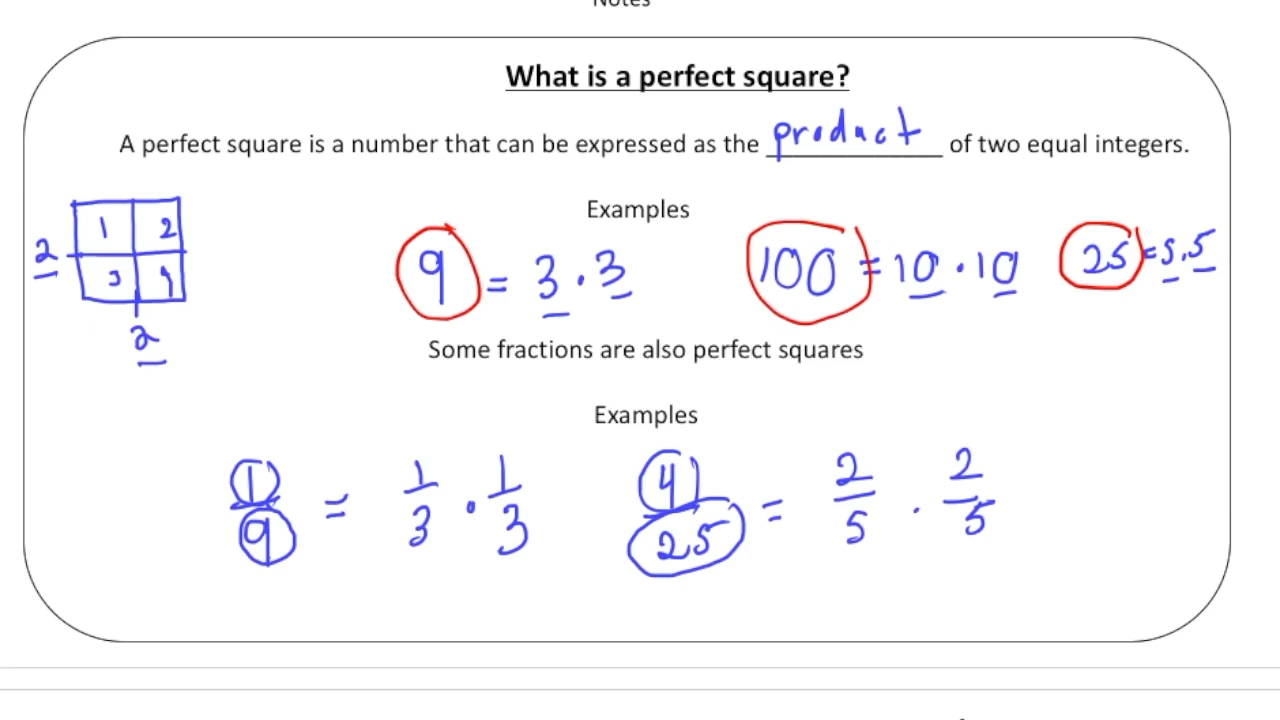 Notes
What is a perfect square?
A perfect square is a number that can be expressed as the product of two equal integers.
Examples
1 2
2
3 4
2
9 = 3 · 3
100 = 10 · 10
25 = 5 · 5
Some fractions are also perfect squares
Examples
1/9 = 1/3 · 1/3
4/25 = 2/5 · 2/5